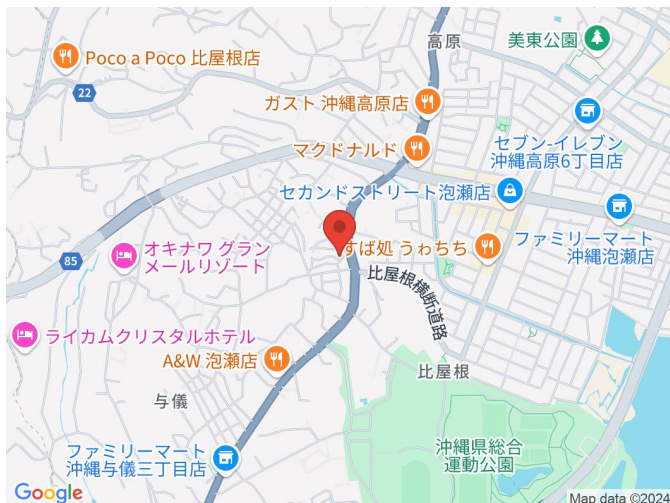 高原
美東公園
Poco a Poco 比屋根店
22
ガスト 沖縄高原店
マクドナルド
セブン-イレブン
沖縄高原6丁目店
セカンドストリート泡瀬店
すば処 うゎちち
ファミリーマート
沖縄泡瀬店
85
オキナワ グラン
メールリゾート
比屋根横断道路
ライカムクリスタルホテル
A&W 泡瀬店
比屋根
与儀
ファミリーマート
沖縄与儀三丁目店
沖縄県総合
運動公園
Google
Map data ©2024